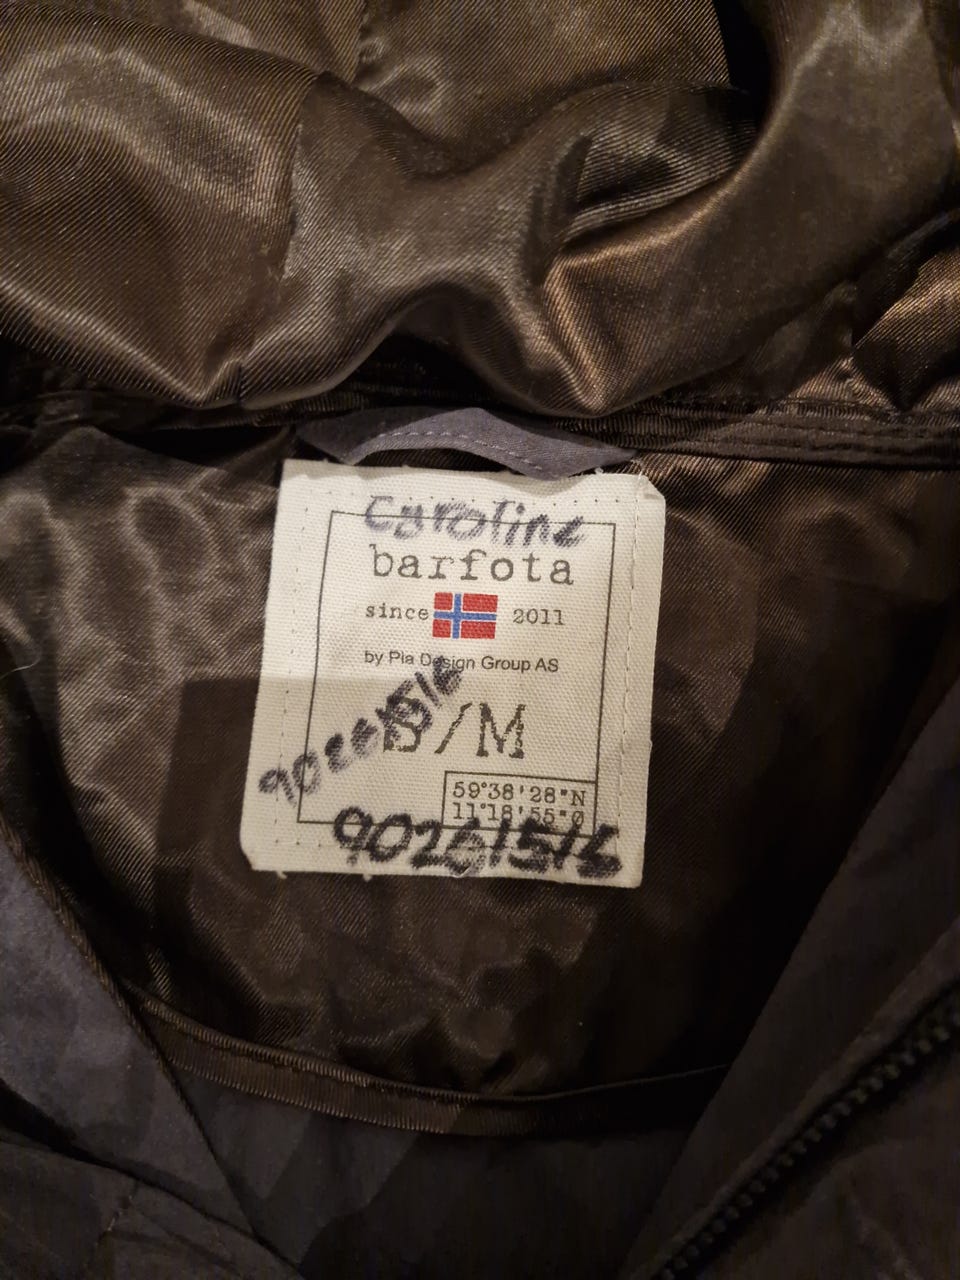 Caroline
barfota
since 2011
by Pia Design Group AS
S/M
59°38'28"N
11°18'55"Ø
90261516